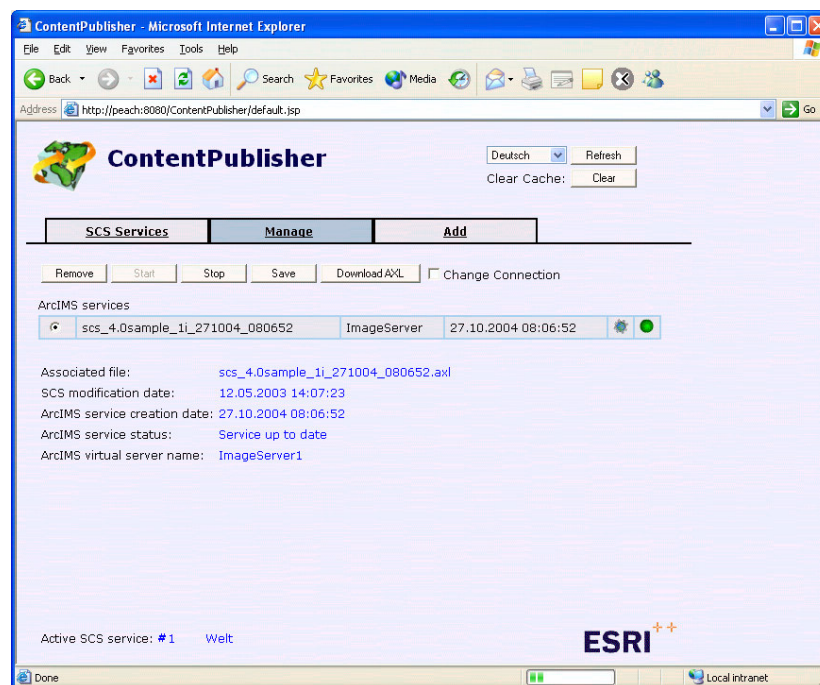 ContentPublisher - Microsoft Internet Explorer
File Edit View Favorites Tools Help
Back Search Favorites Media
Address http://peach:8080/ContentPublisher/default.jsp Go
ContentPublisher
Deutsch Refresh
Clear Cache: Clear
SCS Services Manage Add
Remove Start Stop Save Download AXL Change Connection
ArcIMS services
scs_4.0sample_1i_271004_080652 ImageServer 27.10.2004 08:06:52
Associated file: scs_4.0sample_1i_271004_080652.axl
SCS modification date: 12.05.2003 14:07:23
ArcIMS service creation date: 27.10.2004 08:06:52
ArcIMS service status: Service up to date
ArcIMS virtual server name: ImageServer1
Active SCS service: #1 Welt
ESRI
Done Local intranet